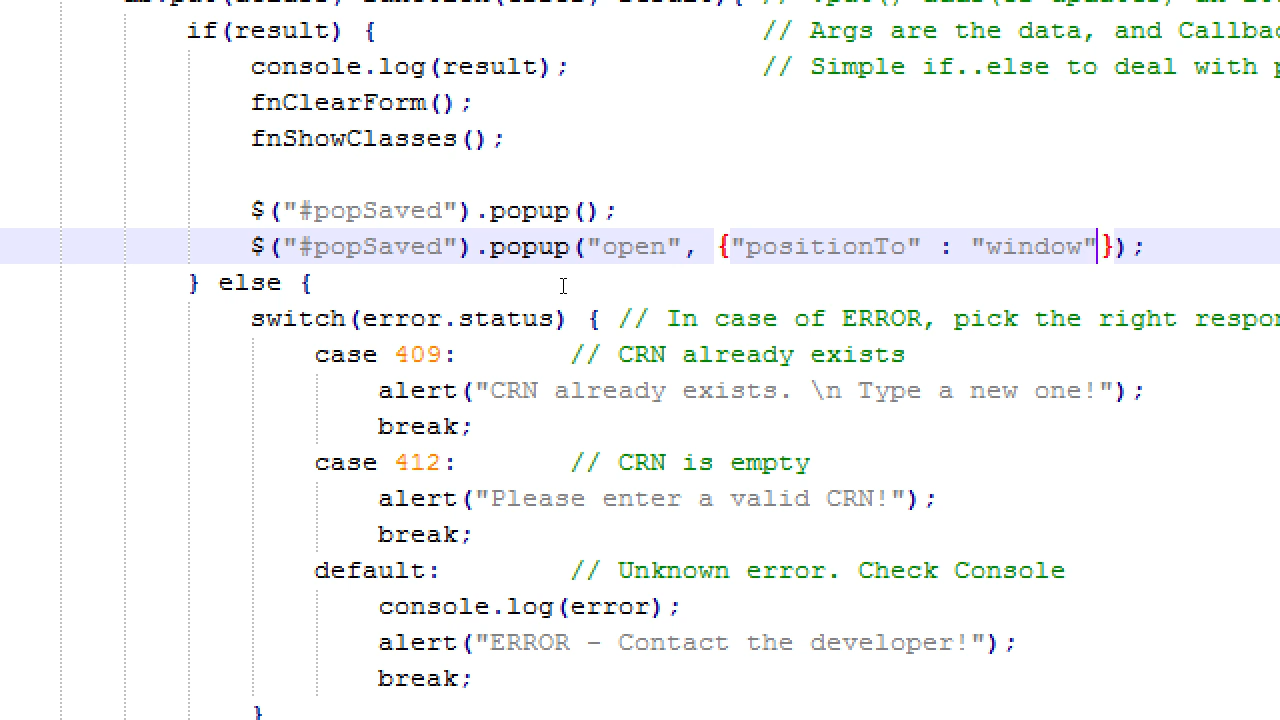 if(result) { // Args are the data, and
console.log(result); // Simple if..else to deal with
fnClearForm();
fnShowClasses();
$("#popSaved").popup();
$("#popSaved").popup("open", {"positionTo" : "window"});
} else {
switch(error.status) { // In case of ERROR, pick the right
case 409: // CRN already exists
alert("CRN already exists. \n Type a new one!");
break;
case 412: // CRN is empty
alert("Please enter a valid CRN!");
break;
default: // Unknown error. Check Console
console.log(error);
alert("ERROR - Contact the developer!");
break;
}